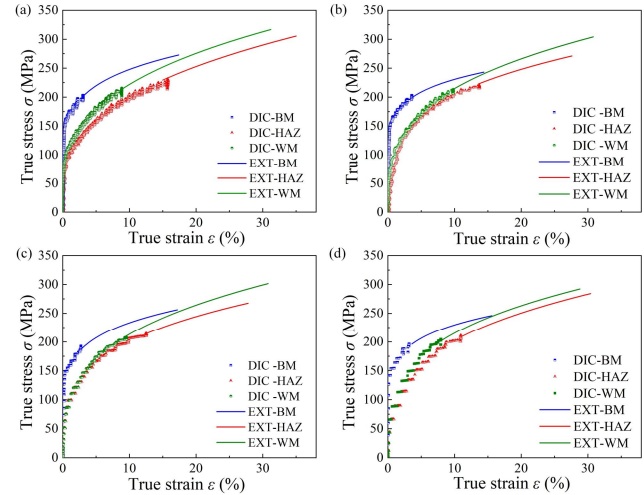 (a)
350
300
250
200
150
100
50
0
0 10 20 30
True stress σ (MPa)
True strain ε (%)
DIC-BM
DIC-HAZ
DIC-WM
EXT-BM
EXT-HAZ
EXT-WM
(b)
350
300
250
200
150
100
50
0
0 10 20 30
True stress σ (MPa)
True strain ε (%)
DIC -BM
DIC-HAZ
DIC -WM
EXT-BM
EXT-HAZ
EXT-WM
(c)
350
300
250
200
150
100
50
0
0 10 20 30
True stress σ (MPa)
True strain ε (%)
DIC -BM
DIC-HAZ
DIC -WM
EXT-BM
EXT-HAZ
EXT-WM
(d)
350
300
250
200
150
100
50
0
0 10 20 30
True stress σ (MPa)
True strain ε (%)
DIC -BM
DIC-HAZ
DIC-WM
EXT-BM
EXT-HAZ
EXT-WM